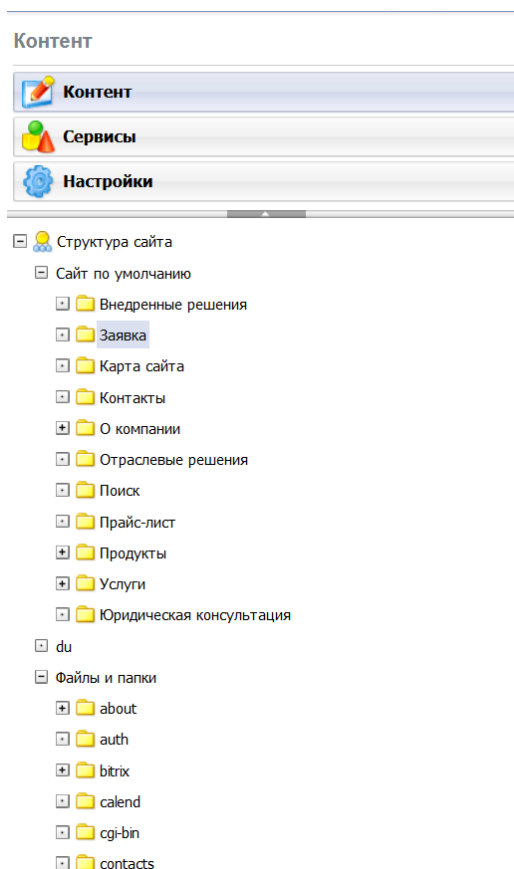 Контент
Контент
Сервисы
Настройки
Структура сайта
Сайт по умолчанию
Внедренные решения
Заявка
Карта сайта
Контакты
О компании
Отраслевые решения
Поиск
Прайс-лист
Продукты
Услуги
Юридическая консультация
du
Файлы и папки
about
auth
bitrix
calend
cgi-bin
contacts